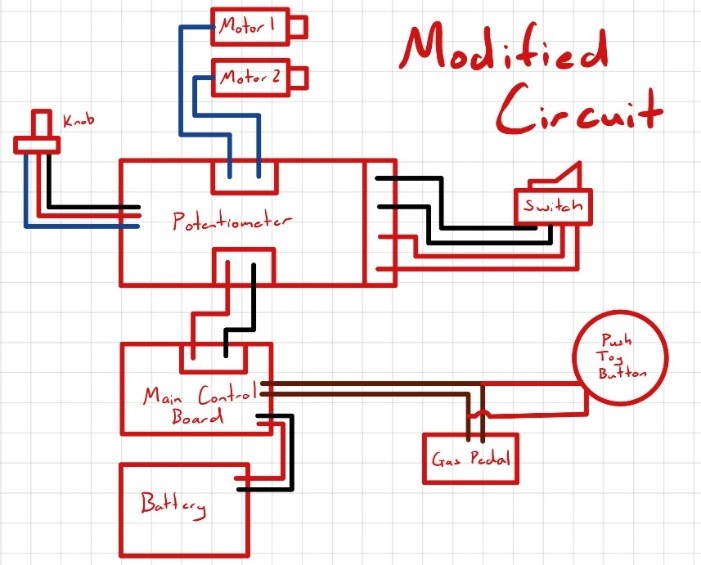 Motor 1
Modified
Circuit
Motor 2
Knob
Potentiometer
Switch
Push
Toy
Button
Main Control
Board
Gas Pedal
Battery